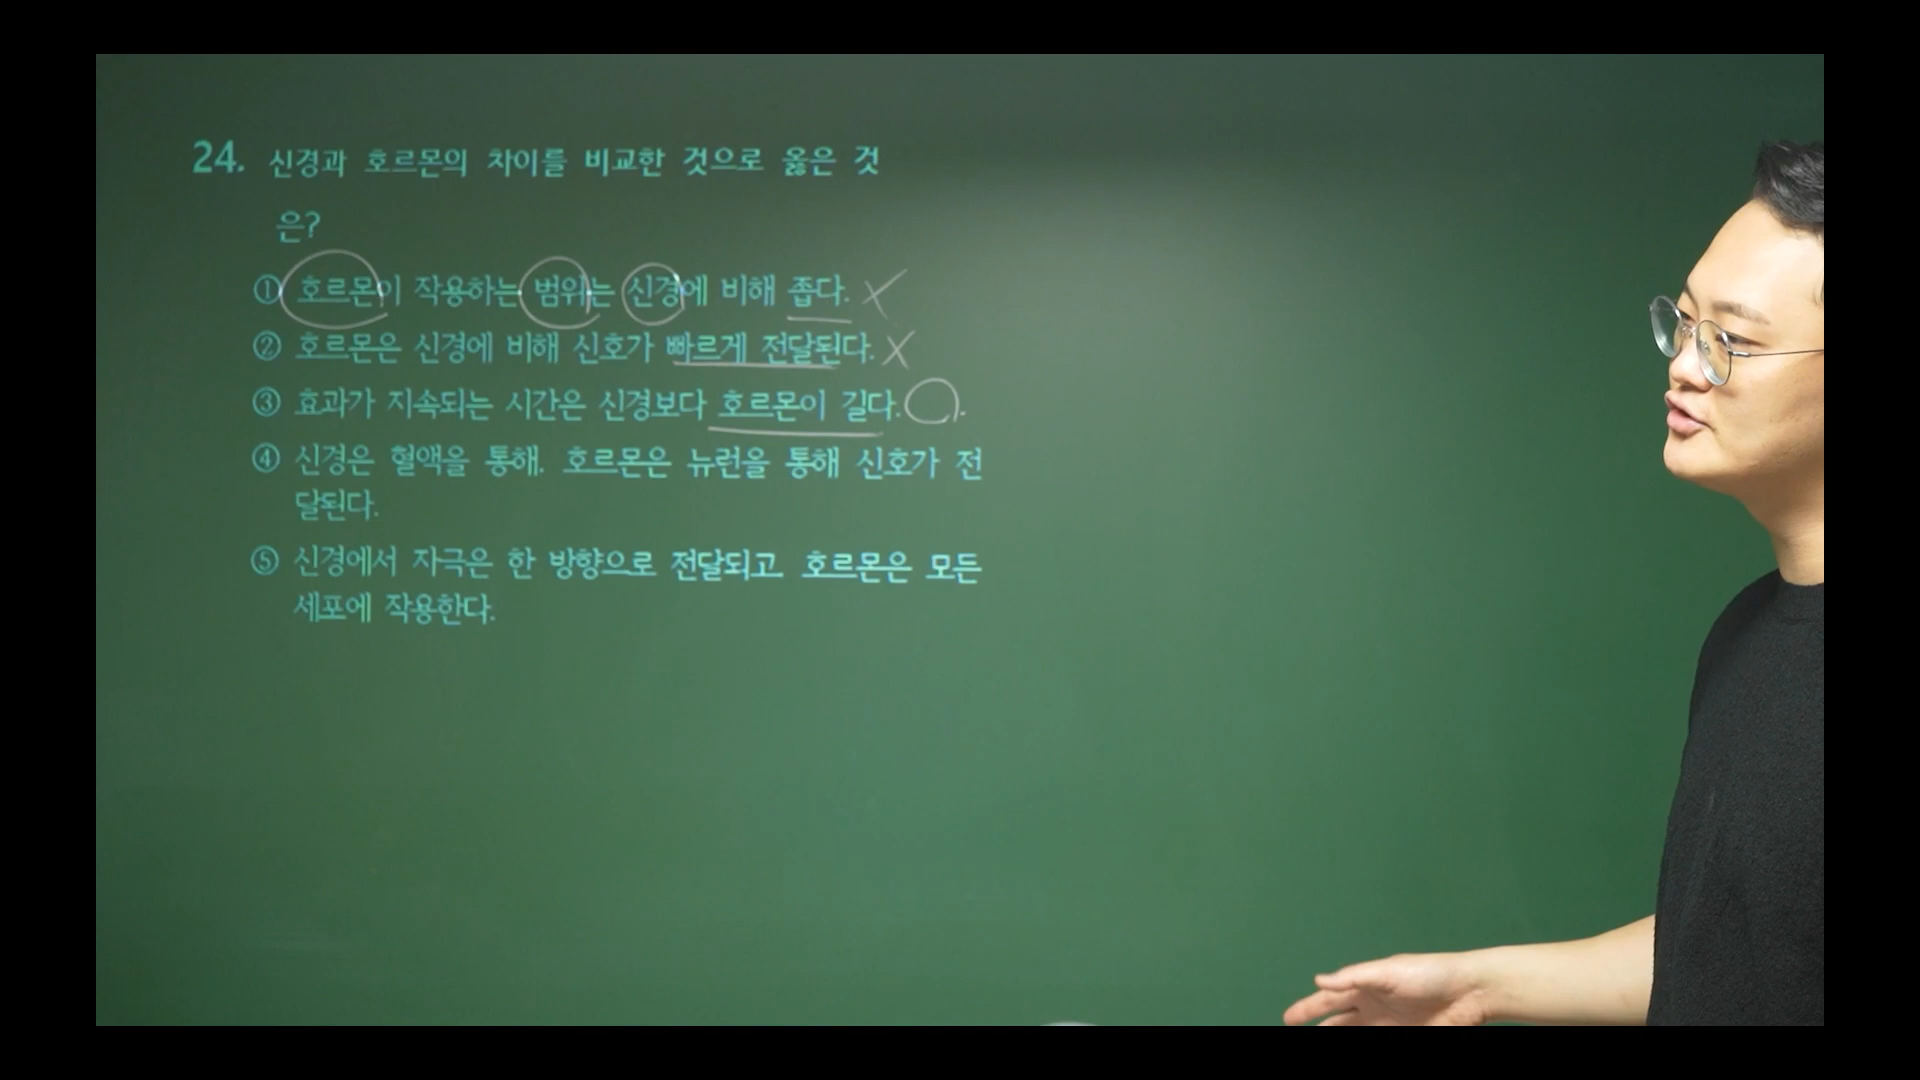 24. 신경과 호르몬의 차이를 비교한 것으로 옳은 것
은?
① 호르몬이 작용하는 범위는 신경에 비해 좁다. X
② 호르몬은 신경에 비해 신호가 빠르게 전달된다. X
③ 효과가 지속되는 시간은 신경보다 호르몬이 길다. ○.
④ 신경은 혈액을 통해, 호르몬은 뉴런을 통해 신호가 전
달된다.
⑤ 신경에서 자극은 한 방향으로 전달되고, 호르몬은 모든
세포에 작용한다.